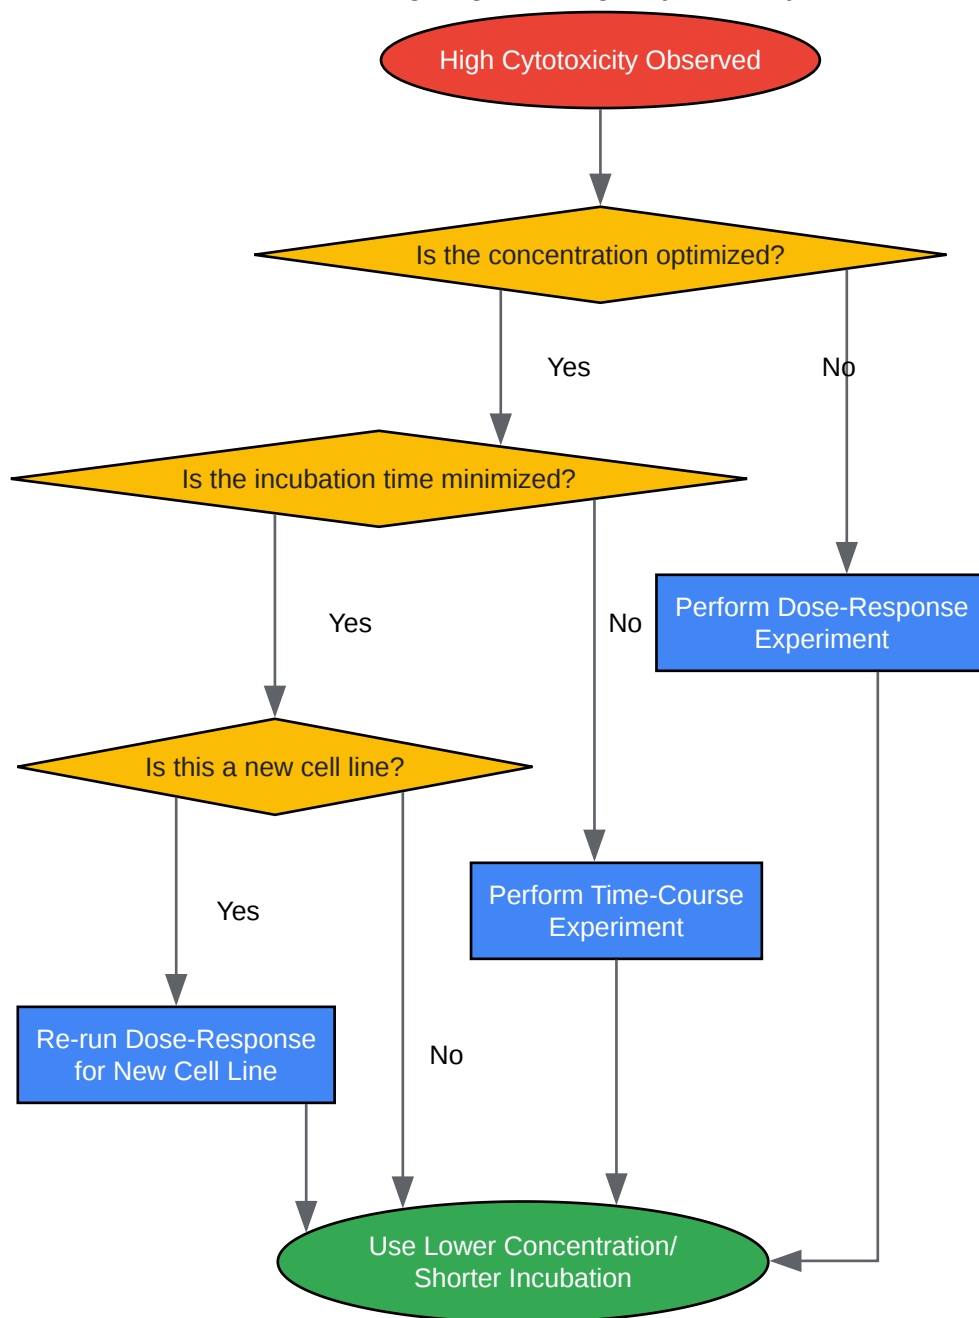 High Cytotoxicity Observed
Is the concentration optimized?
Yes
No
Is the incubation time minimized?
Perform Dose-Response
Experiment
Yes
No
Is this a new cell line?
Perform Time-Course
Experiment
Yes
Re-run Dose-Response
for New Cell Line
No
Use Lower Concentration/
Shorter Incubation